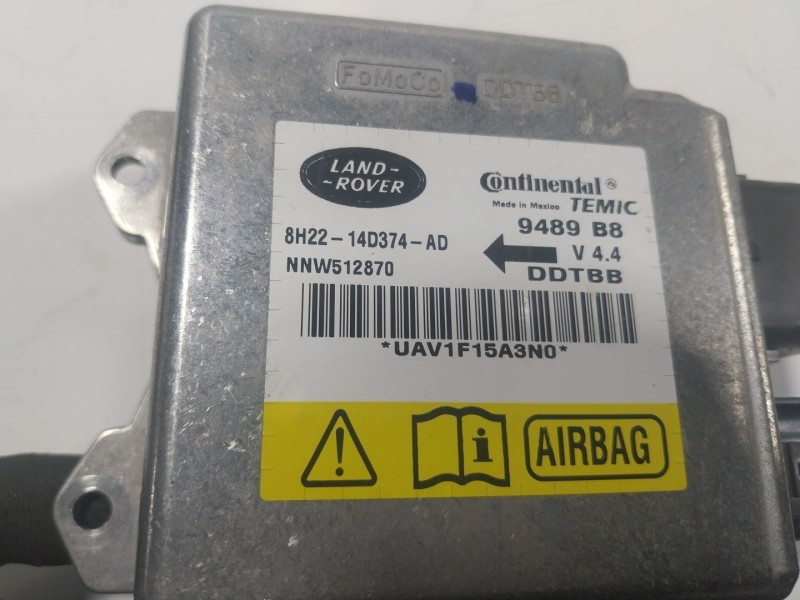 FoMoCo DDTBB
LAND-
-ROVER
Continental ®
Made in Mexico TEMIC
8H22-14D374-AD
9489 B8
V 4.4
NNW512870
DDTBB
*UAV1F15A3N0*
i
AIRBAG